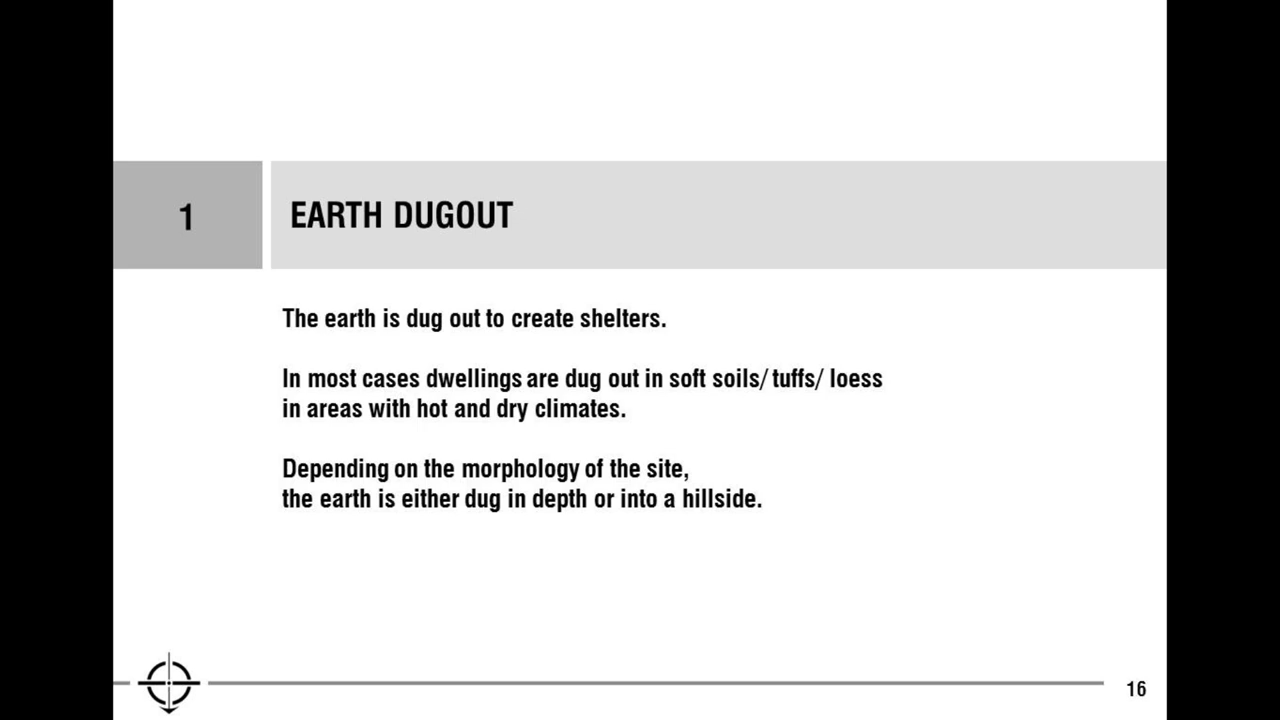 1
EARTH DUGOUT
The earth is dug out to create shelters.
In most cases dwellings are dug out in soft soils/ tuffs/ loess
in areas with hot and dry climates.
Depending on the morphology of the site,
the earth is either dug in depth or into a hillside.
16